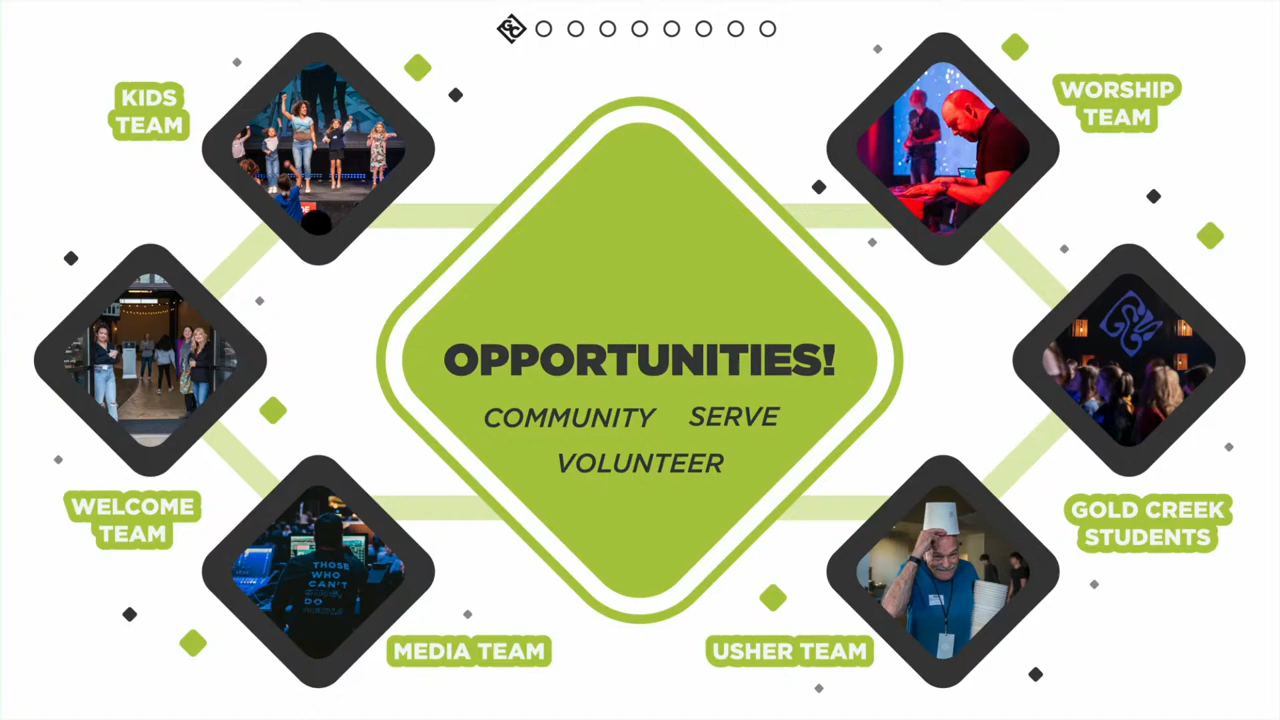 GC
KIDS
TEAM
WORSHIP
TEAM
OPPORTUNITIES!
COMMUNITY SERVE
VOLUNTEER
WELCOME
TEAM
GOLD CREEK
STUDENTS
THOSE
WHO
CAN'T
DO
MEDIA TEAM
USHER TEAM